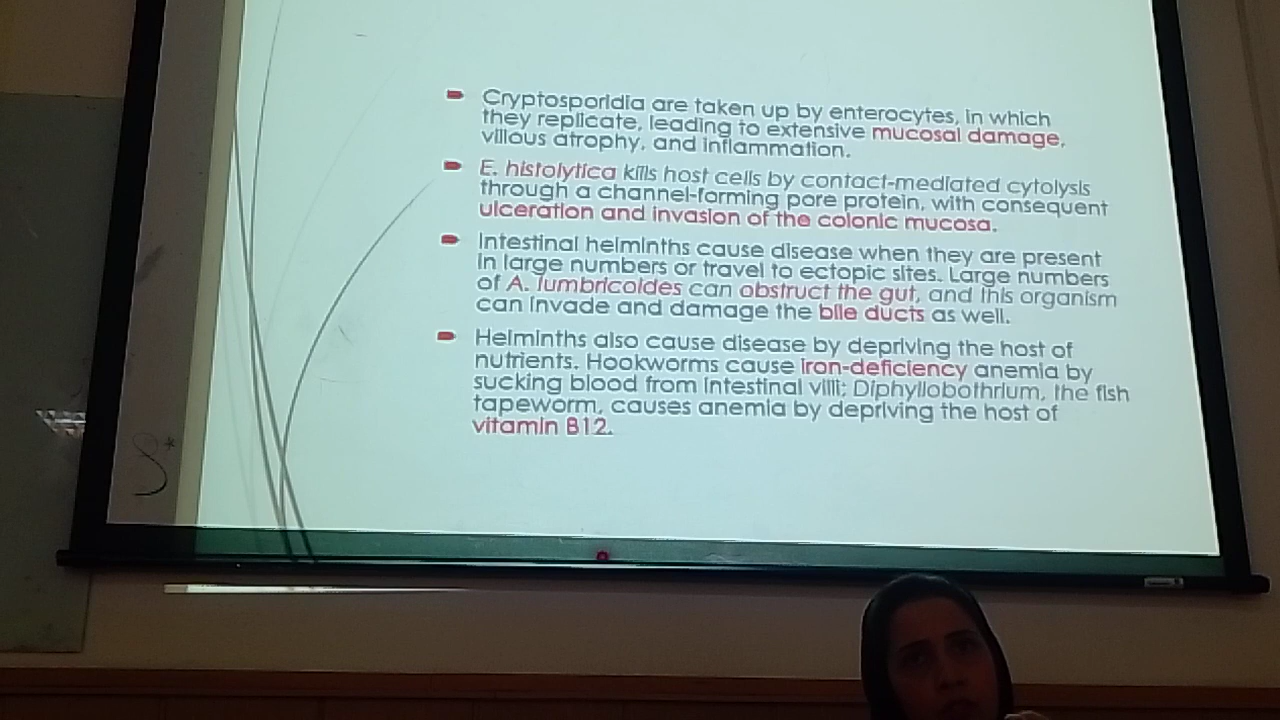 Cryptosporidia are taken up by enterocytes, in which
they replicate, leading to extensive mucosal damage,
villous atrophy, and inflammation.
E. histolytica kills host cells by contact-mediated cytolysis
through a channel-forming pore protein, with consequent
ulceration and invasion of the colonic mucosa.
Intestinal helminths cause disease when they are present
in large numbers or travel to ectopic sites. Large numbers
of A. lumbricoides can obstruct the gut, and this organism
can invade and damage the bile ducts as well.
Helminths also cause disease by depriving the host of
nutrients. Hookworms cause iron-deficiency anemia by
sucking blood from intestinal villi; Diphyllobothrium, the fish
tapeworm, causes anemia by depriving the host of
vitamin B12.